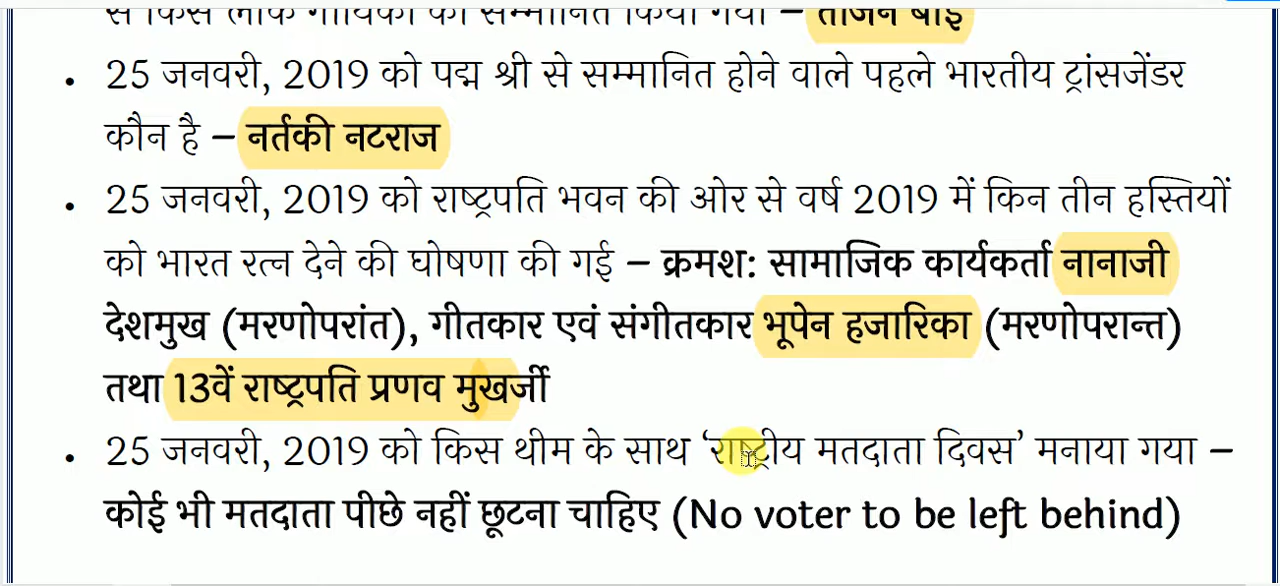 से किस लोक गायिका को सम्मानित किया गया – तीजन बाई
• 25 जनवरी, 2019 को पद्म श्री से सम्मानित होने वाले पहले भारतीय ट्रांसजेंडर
कौन है – नर्तकी नटराज
• 25 जनवरी, 2019 को राष्ट्रपति भवन की ओर से वर्ष 2019 में किन तीन हस्तियों
को भारत रत्न देने की घोषणा की गई – क्रमश: सामाजिक कार्यकर्ता नानाजी
देशमुख (मरणोपरांत), गीतकार एवं संगीतकार भूपेन हजारिका (मरणोपरान्त)
तथा 13वें राष्ट्रपति प्रणव मुखर्जी
• 25 जनवरी, 2019 को किस थीम के साथ ‘राष्ट्रीय मतदाता दिवस’ मनाया गया –
कोई भी मतदाता पीछे नहीं छूटना चाहिए (No voter to be left behind)